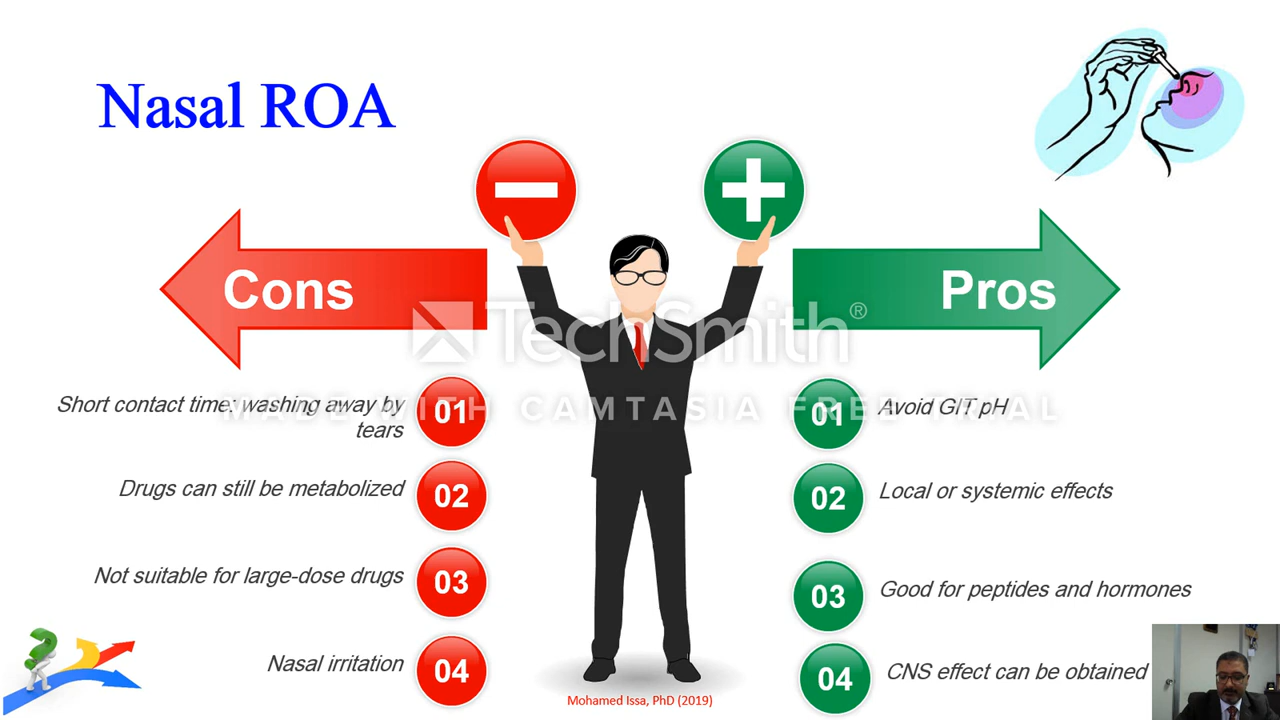 Nasal ROA
Cons
Pros
TechSmith®
MADE WITH CAMTASIA FREE TRIAL
Short contact time; washing away by
tears
01
Drugs can still be metabolized
02
Not suitable for large-dose drugs
03
Nasal irritation
04
01
Avoid GIT pH
02
Local or systemic effects
03
Good for peptides and hormones
04
CNS effect can be obtained
Mohamed Issa, PhD (2019)